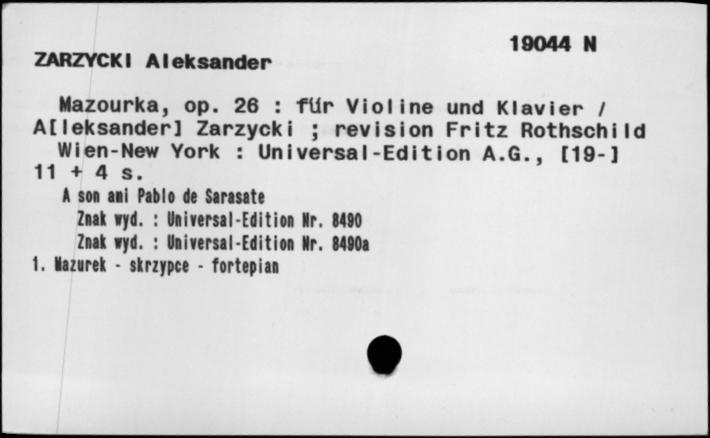 19044 N
ZARZYCKI Aleksander
Mazourka, op. 26 : für Violine und Klavier /
A[leksander] Zarzycki ; revision Fritz Rothschild
Wien-New York : Universal-Edition A.G., [19-]
11 + 4 s.
A son ami Pablo de Sarasate
Znak wyd. : Universal-Edition Nr. 8490
Znak wyd. : Universal-Edition Nr. 8490a
1. Mazurek - skrzypce - fortepian